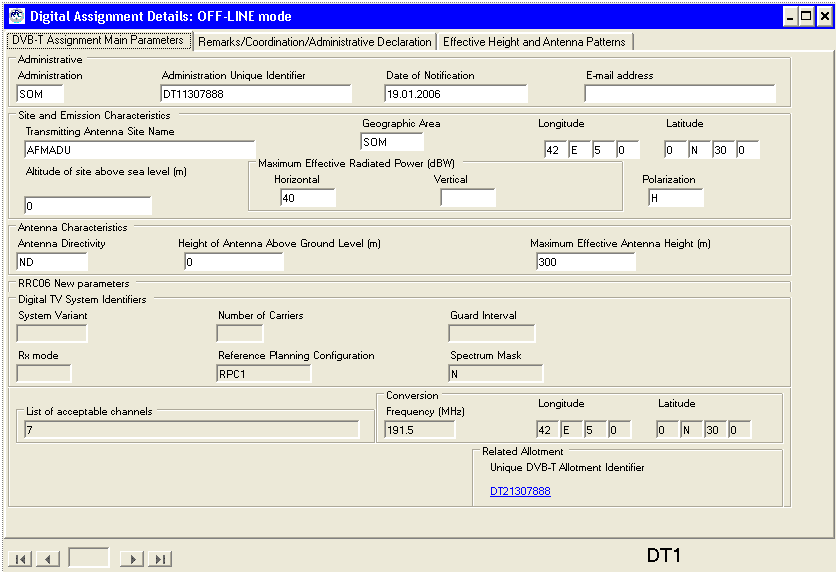 Digital Assignment Details: OFF-LINE mode
DVB-T Assignment Main Parameters Remarks/Coordination/Administrative Declaration Effective Height and Antenna Patterns
Administrative
Administration Administration Unique Identifier Date of Notification E-mail address
SOM DT11307888 19.01.2006
Site and Emission Characteristics
Transmitting Antenna Site Name Geographic Area Longitude Latitude
AFMADU SOM 42 E 5 0 0 N 30 0
Altitude of site above sea level (m) Maximum Effective Radiated Power (dBW)
Horizontal Vertical Polarization
0 40 H
Antenna Characteristics
Antenna Directivity Height of Antenna Above Ground Level (m) Maximum Effective Antenna Height (m)
ND 0 300
RRC06 New parameters
Digital TV System Identifiers
System Variant Number of Carriers Guard Interval
Rx mode Reference Planning Configuration Spectrum Mask
RPC1 N
Conversion
List of acceptable channels Frequency (MHz) Longitude Latitude
7 191.5 42 E 5 0 0 N 30 0
Related Allotment
Unique DVB-T Allotment Identifier
DT21307888
DT1